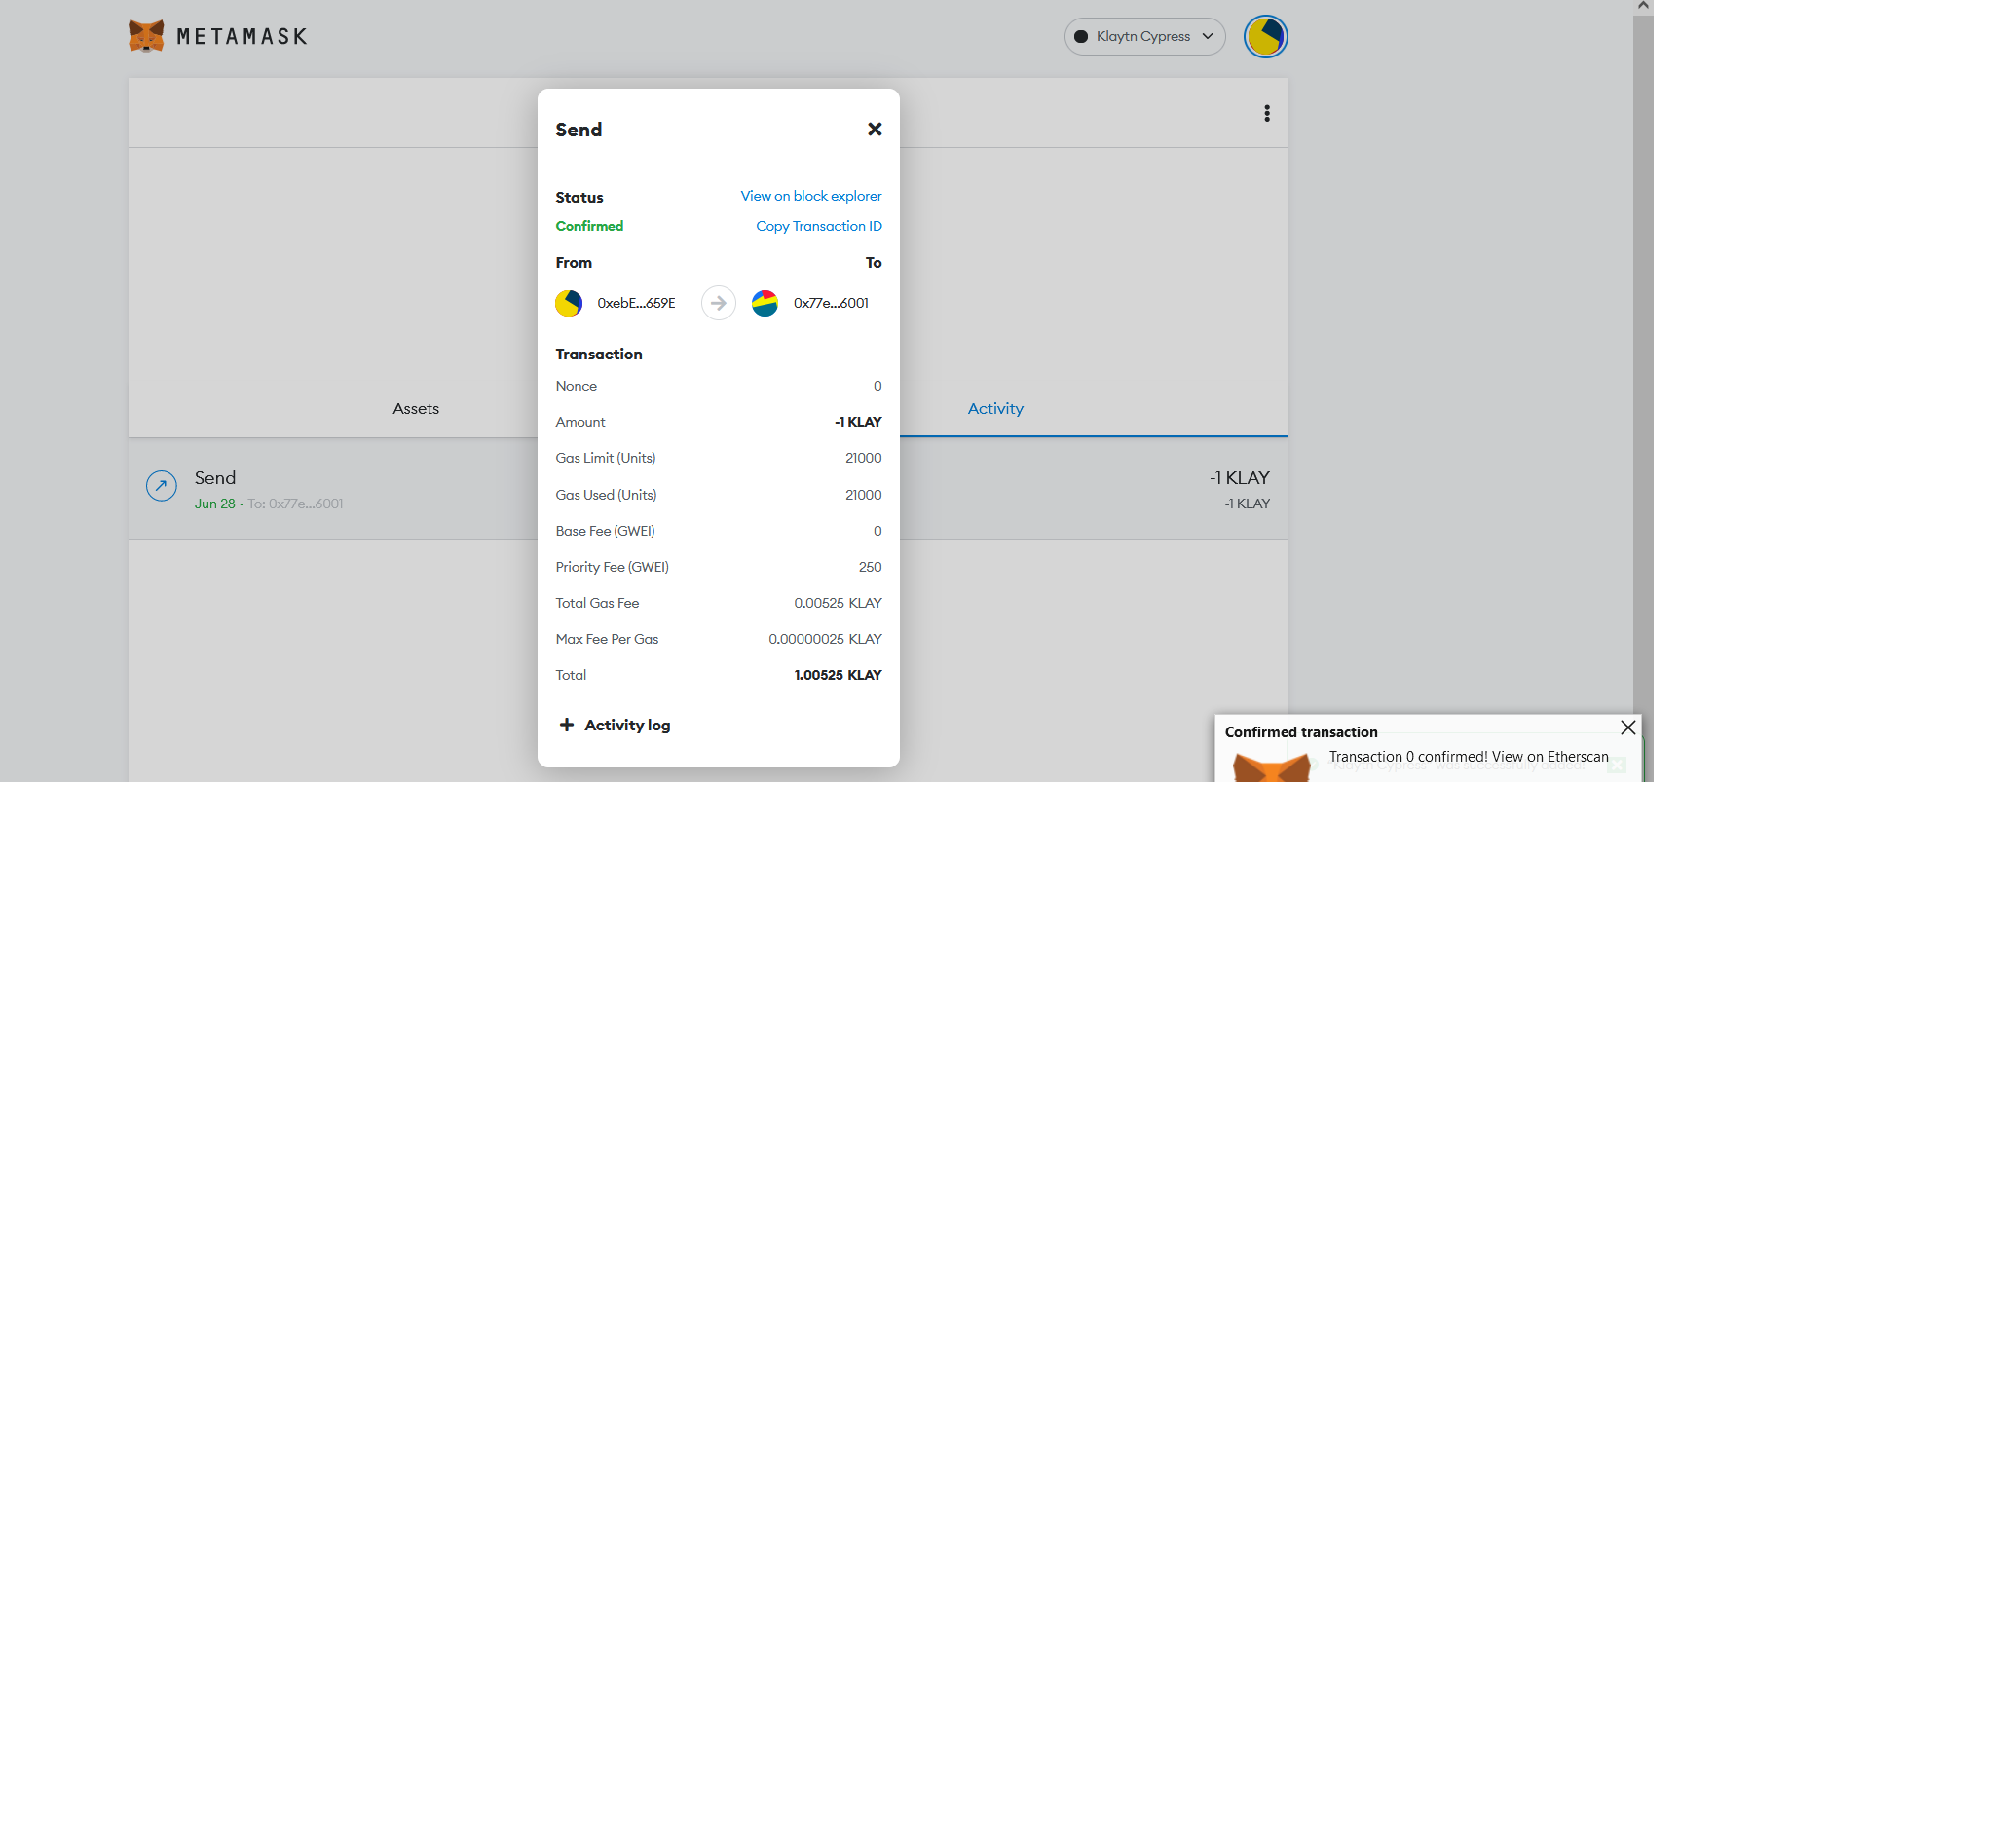 METAMASK
Klaytn Cypress
Send
Status
View on block explorer
Confirmed
Copy Transaction ID
From
To
0xebE...659E
0x77e...6001
Transaction
Nonce
0
Amount
-1 KLAY
Gas Limit (Units)
21000
Gas Used (Units)
21000
Base Fee (GWEI)
0
Priority Fee (GWEI)
250
Total Gas Fee
0.00525 KLAY
Max Fee Per Gas
0.00000025 KLAY
Total
1.00525 KLAY
Activity log
Assets
Activity
Send
Jun 28 · To: 0x77e...6001
-1 KLAY
-1 KLAY
Confirmed transaction
Transaction 0 confirmed! View on Etherscan